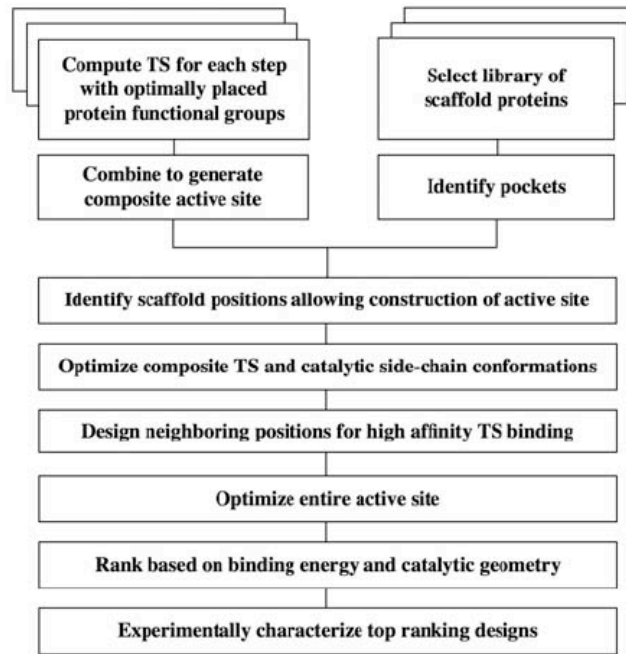 Compute TS for each step
with optimally placed
protein functional groups
Select library of
scaffold proteins
Combine to generate
composite active site
Identify pockets
Identify scaffold positions allowing construction of active site
Optimize composite TS and catalytic side-chain conformations
Design neighboring positions for high affinity TS binding
Optimize entire active site
Rank based on binding energy and catalytic geometry
Experimentally characterize top ranking designs